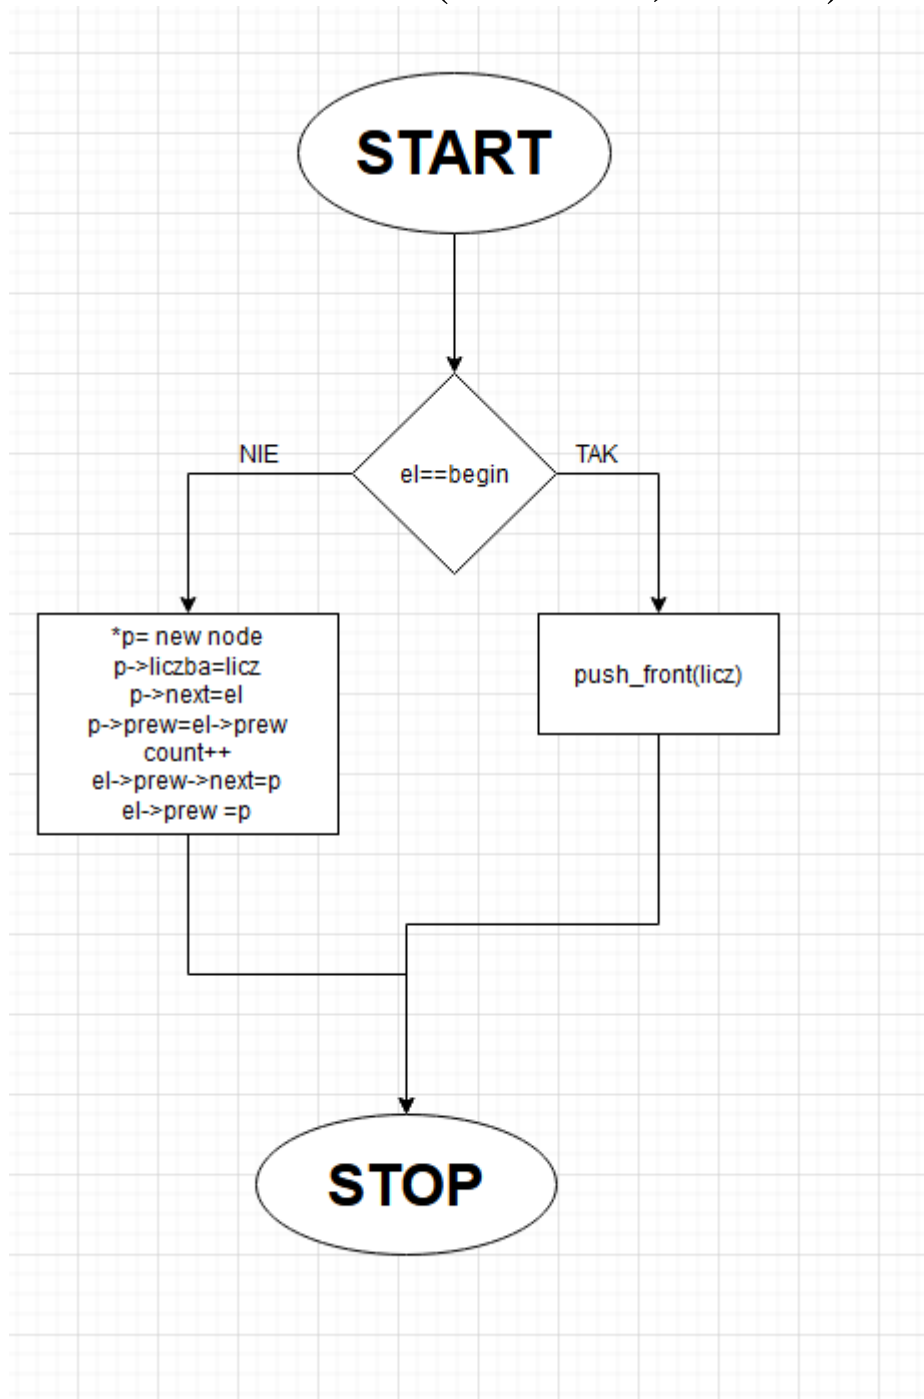 START
el==begin
NIE
TAK
*p= new node
p->liczba=licz
p->next=el
p->prew=el->prew
count++
el->prew->next=p
el->prew =p
push_front(licz)
STOP